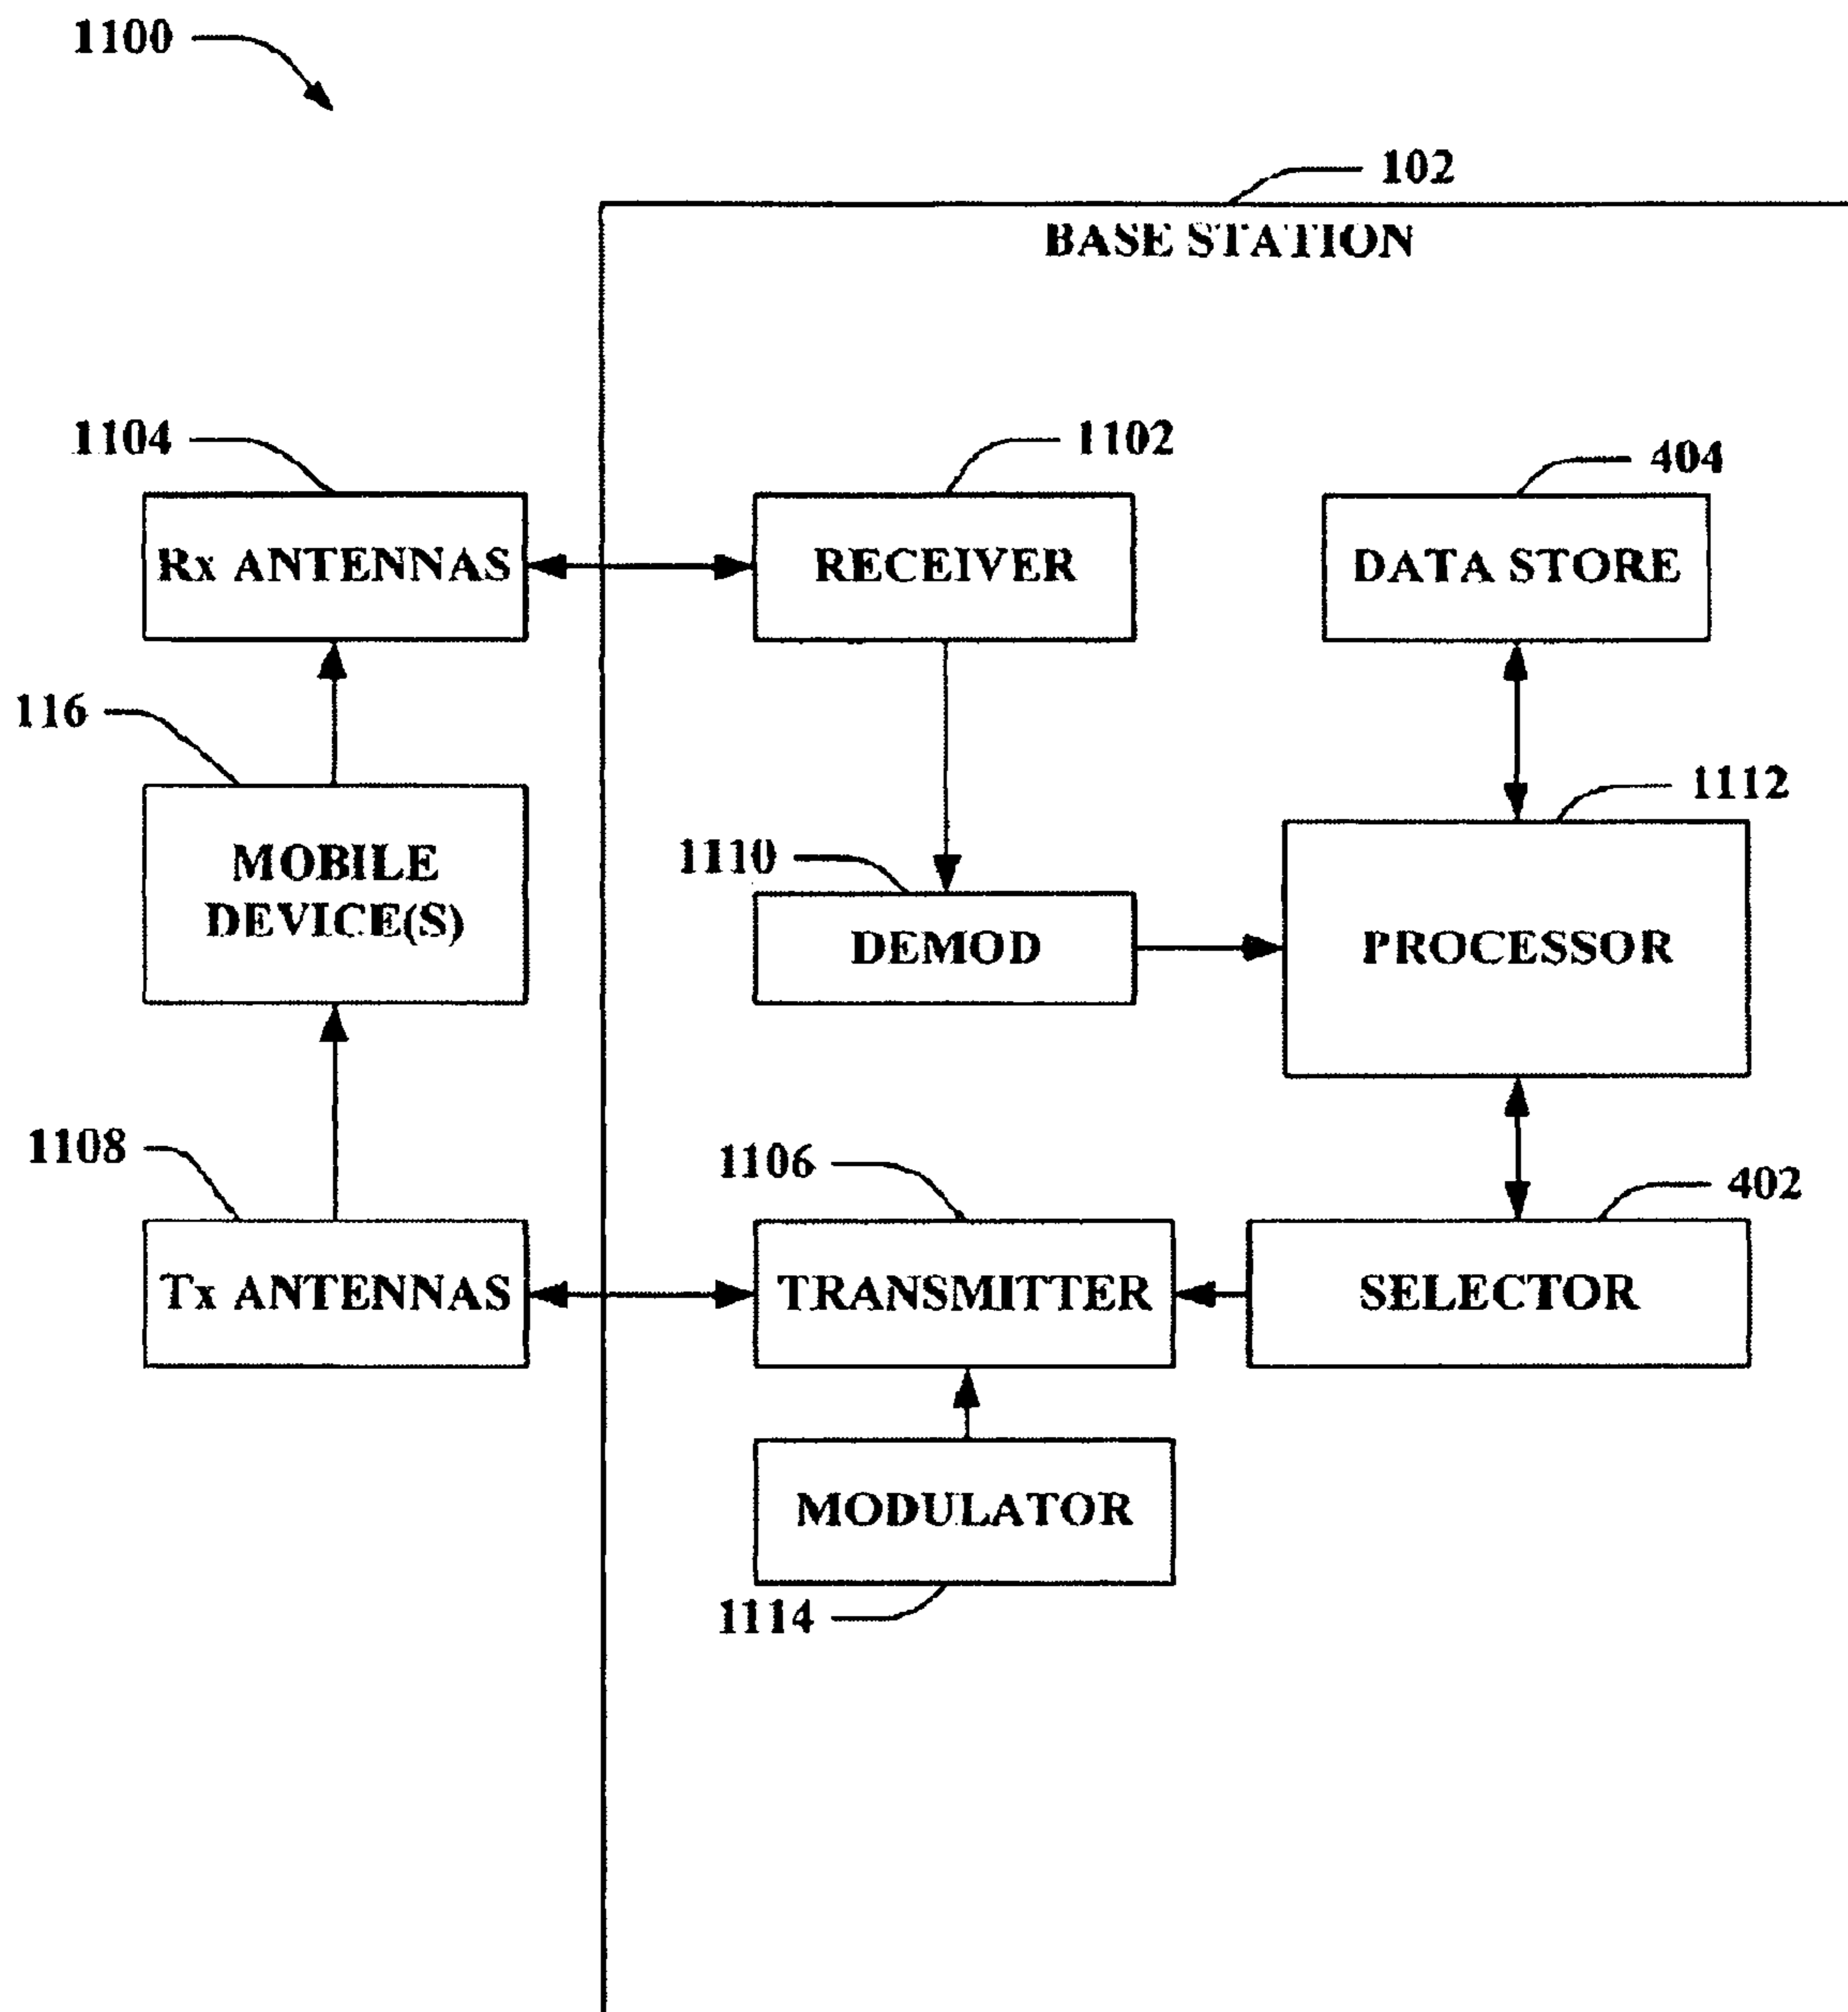 1100
102
BASE STATION
1104
1102
404
Rx ANTENNAS
RECEIVER
DATA STORE
116
1112
MOBILE
DEVICE(S)
1110
DEMOD
PROCESSOR
1108
1106
402
Tx ANTENNAS
TRANSMITTER
SELECTOR
MODULATOR
1114